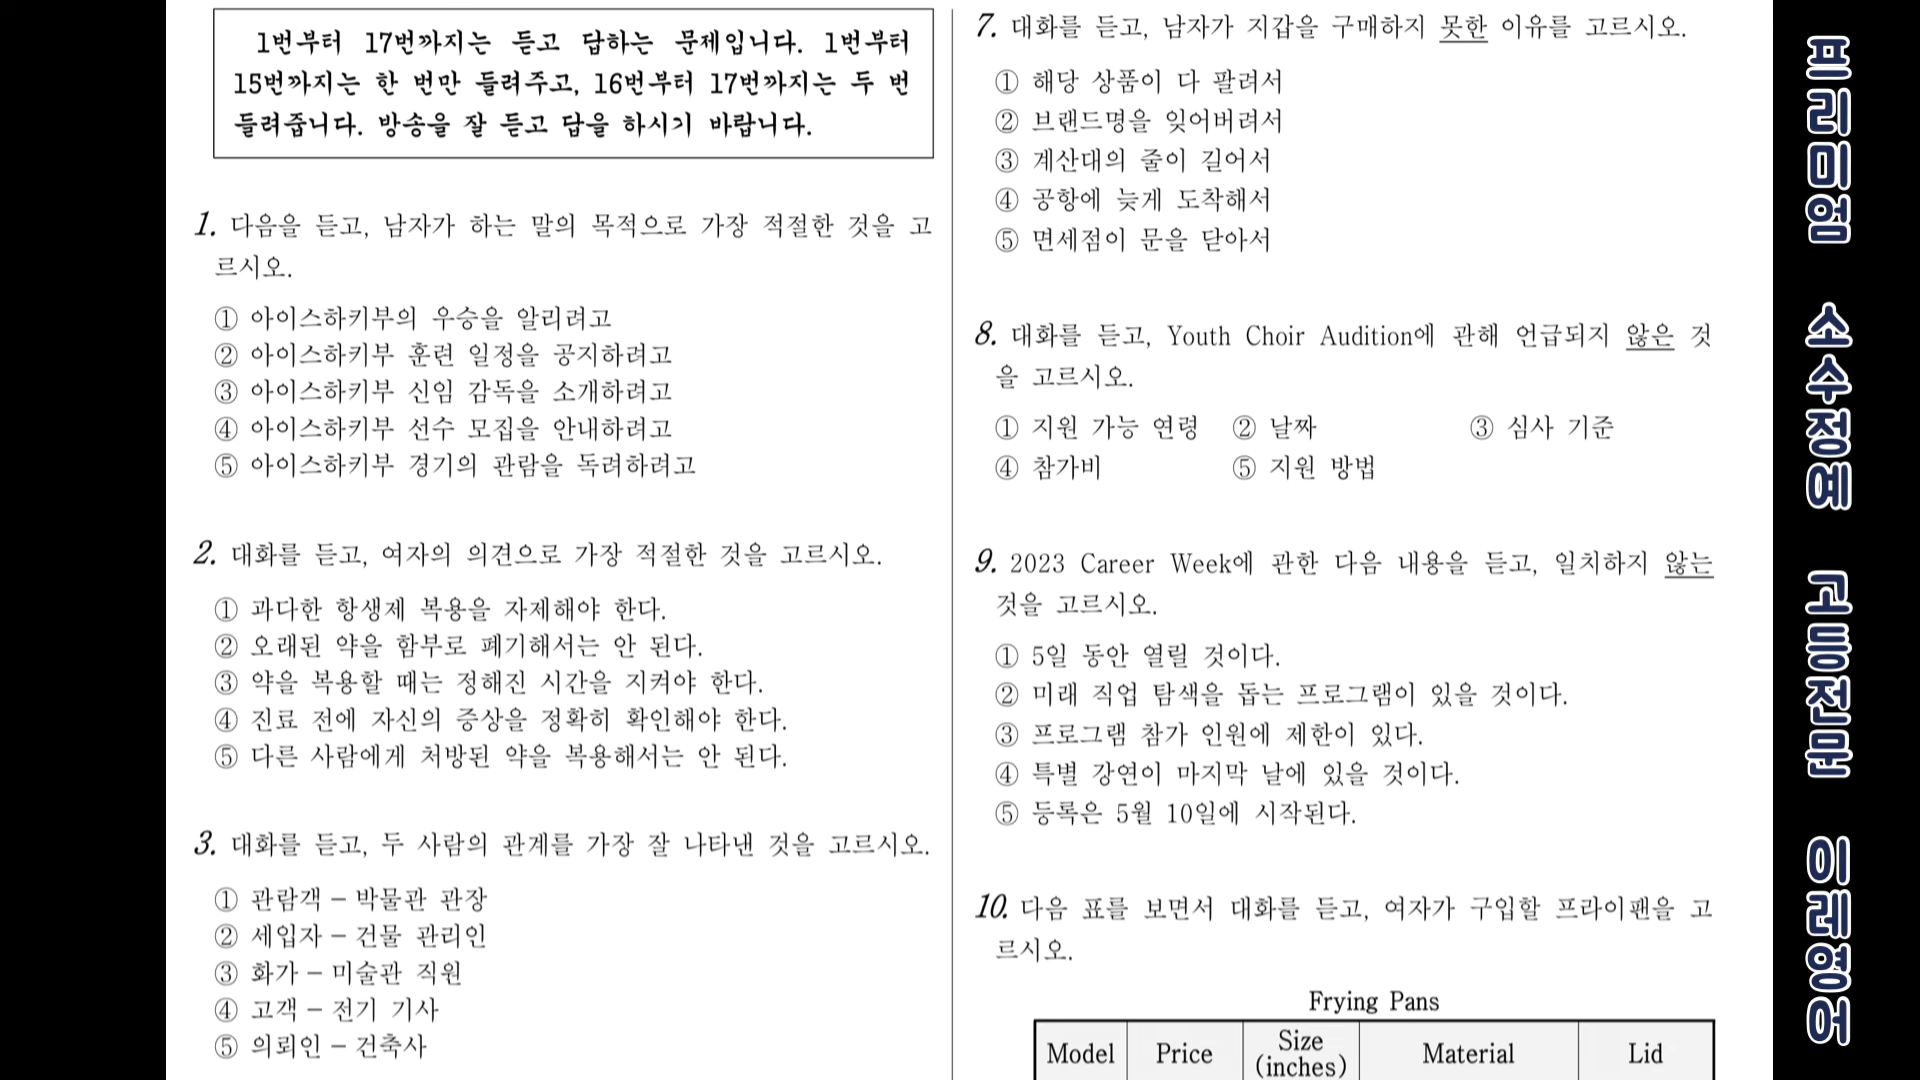 1번부터 17번까지는 듣고 답하는 문제입니다. 1번부터
15번까지는 한 번만 들려주고, 16번부터 17번까지는 두 번
들려줍니다. 방송을 잘 듣고 답을 하시기 바랍니다.
1. 다음을 듣고, 남자가 하는 말의 목적으로 가장 적절한 것을 고
르시오.
① 아이스하키부의 우승을 알리려고
② 아이스하키부 훈련 일정을 공지하려고
③ 아이스하키부 신임 감독을 소개하려고
④ 아이스하키부 선수 모집을 안내하려고
⑤ 아이스하키부 경기의 관람을 독려하려고
2. 대화를 듣고, 여자의 의견으로 가장 적절한 것을 고르시오.
① 과다한 항생제 복용을 자제해야 한다.
② 오래된 약을 함부로 폐기해서는 안 된다.
③ 약을 복용할 때는 정해진 시간을 지켜야 한다.
④ 진료 전에 자신의 증상을 정확히 확인해야 한다.
⑤ 다른 사람에게 처방된 약을 복용해서는 안 된다.
3. 대화를 듣고, 두 사람의 관계를 가장 잘 나타낸 것을 고르시오.
① 관람객 – 박물관 관장
② 세입자 – 건물 관리인
③ 화가 – 미술관 직원
④ 고객 – 전기 기사
⑤ 의뢰인 – 건축사
7. 대화를 듣고, 남자가 지갑을 구매하지 못한 이유를 고르시오.
① 해당 상품이 다 팔려서
② 브랜드명을 잊어버려서
③ 계산대의 줄이 길어서
④ 공항에 늦게 도착해서
⑤ 면세점이 문을 닫아서
8. 대화를 듣고, Youth Choir Audition에 관해 언급되지 않은 것
을 고르시오.
① 지원 가능 연령 ② 날짜 ③ 심사 기준
④ 참가비 ⑤ 지원 방법
9. 2023 Career Week에 관한 다음 내용을 듣고, 일치하지 않는
것을 고르시오.
① 5일 동안 열릴 것이다.
② 미래 직업 탐색을 돕는 프로그램이 있을 것이다.
③ 프로그램 참가 인원에 제한이 있다.
④ 특별 강연이 마지막 날에 있을 것이다.
⑤ 등록은 5월 10일에 시작된다.
10. 다음 표를 보면서 대화를 듣고, 여자가 구입할 프라이팬을 고
르시오.
Frying Pans
Model Price Size (inches) Material Lid
프리미엄 소수정예 고등전문 이레영어